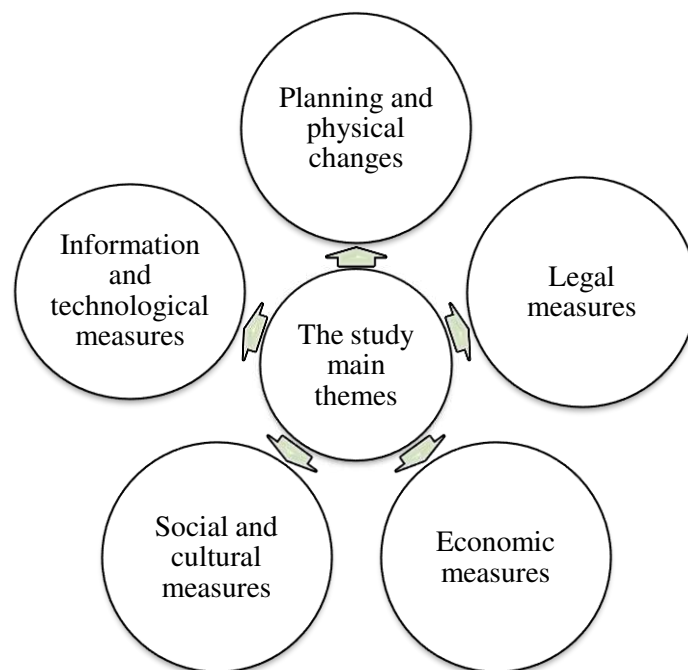 Planning and
physical
changes
Information
and
technological
measures
Legal
measures
The study
main
themes
Social and
cultural
measures
Economic
measures